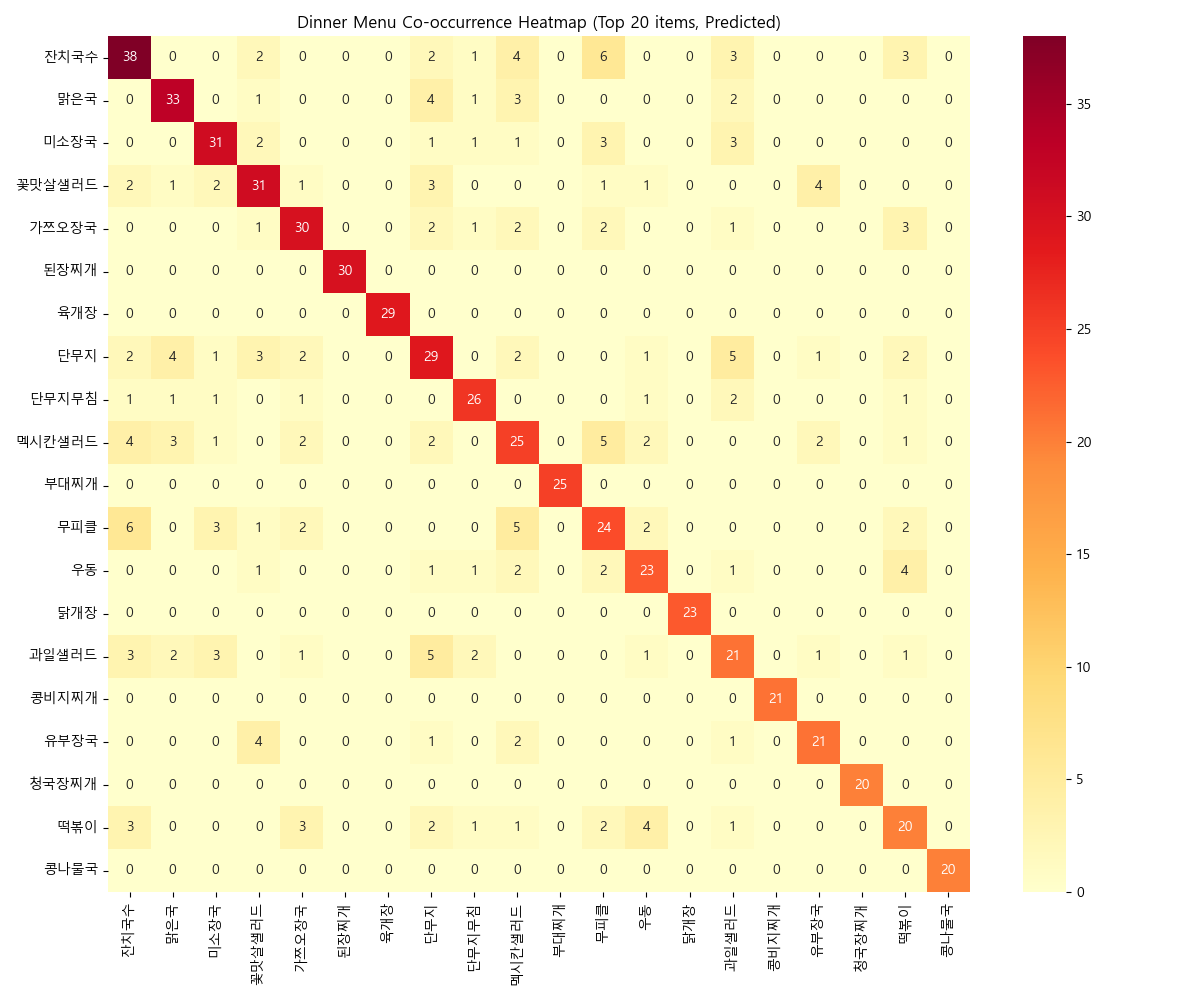 Dinner Menu Co-occurrence Heatmap (Top 20 items, Predicted)
잔치국수 38 0 0 2 0 0 0 2 1 4 0 6 0 0 3 0 0 0 3 0
맑은국 0 33 0 1 0 0 0 4 1 3 0 0 0 0 2 0 0 0 0 0
미소장국 0 0 31 2 0 0 0 1 1 1 0 3 0 0 3 0 0 0 0 0
꽃맛살샐러드 2 1 2 31 1 0 0 3 0 0 0 1 1 0 0 0 4 0 0 0
가쯔오장국 0 0 0 1 30 0 0 2 1 2 0 2 0 0 1 0 0 0 3 0
된장찌개 0 0 0 0 0 30 0 0 0 0 0 0 0 0 0 0 0 0 0 0
육개장 0 0 0 0 0 0 29 0 0 0 0 0 0 0 0 0 0 0 0 0
단무지 2 4 1 3 2 0 0 29 0 2 0 0 1 0 5 0 1 0 2 0
단무지무침 1 1 1 0 1 0 0 0 26 0 0 0 1 0 2 0 0 0 1 0
멕시칸샐러드 4 3 1 0 2 0 0 2 0 25 0 5 2 0 0 0 2 0 1 0
부대찌개 0 0 0 0 0 0 0 0 0 0 25 0 0 0 0 0 0 0 0 0
무피클 6 0 3 1 2 0 0 0 0 5 0 24 2 0 0 0 0 0 2 0
우동 0 0 0 1 0 0 0 1 1 2 0 2 23 0 1 0 0 0 4 0
닭개장 0 0 0 0 0 0 0 0 0 0 0 0 0 23 0 0 0 0 0 0
과일샐러드 3 2 3 0 1 0 0 5 2 0 0 0 1 0 21 0 1 0 1 0
콩비지찌개 0 0 0 0 0 0 0 0 0 0 0 0 0 0 0 21 0 0 0 0
유부장국 0 0 0 4 0 0 0 1 0 2 0 0 0 0 1 0 21 0 0 0
청국장찌개 0 0 0 0 0 0 0 0 0 0 0 0 0 0 0 0 0 20 0 0
떡볶이 3 0 0 0 3 0 0 2 1 1 0 2 4 0 1 0 0 0 20 0
콩나물국 0 0 0 0 0 0 0 0 0 0 0 0 0 0 0 0 0 0 0 20
잔치국수 맑은국 미소장국 꽃맛살샐러드 가쯔오장국 된장찌개 육개장 단무지 단무지무침 멕시칸샐러드 부대찌개 무피클 우동 닭개장 과일샐러드 콩비지찌개 유부장국 청국장찌개 떡볶이 콩나물국
35
30
25
20
15
10
5
0